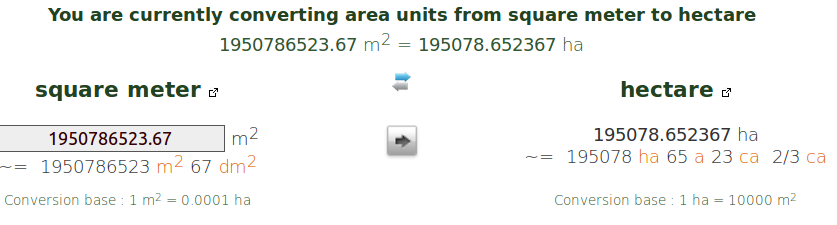 You are currently converting area units from square meter to hectare
1950786523.67 m² = 195078.652367 ha
square meter
hectare
1950786523.67 m²
195078.652367 ha
~= 1950786523 m² 67 dm²
~= 195078 ha 65 a 23 ca 2/3 ca
Conversion base : 1 m² = 0.0001 ha
Conversion base : 1 ha = 10000 m²